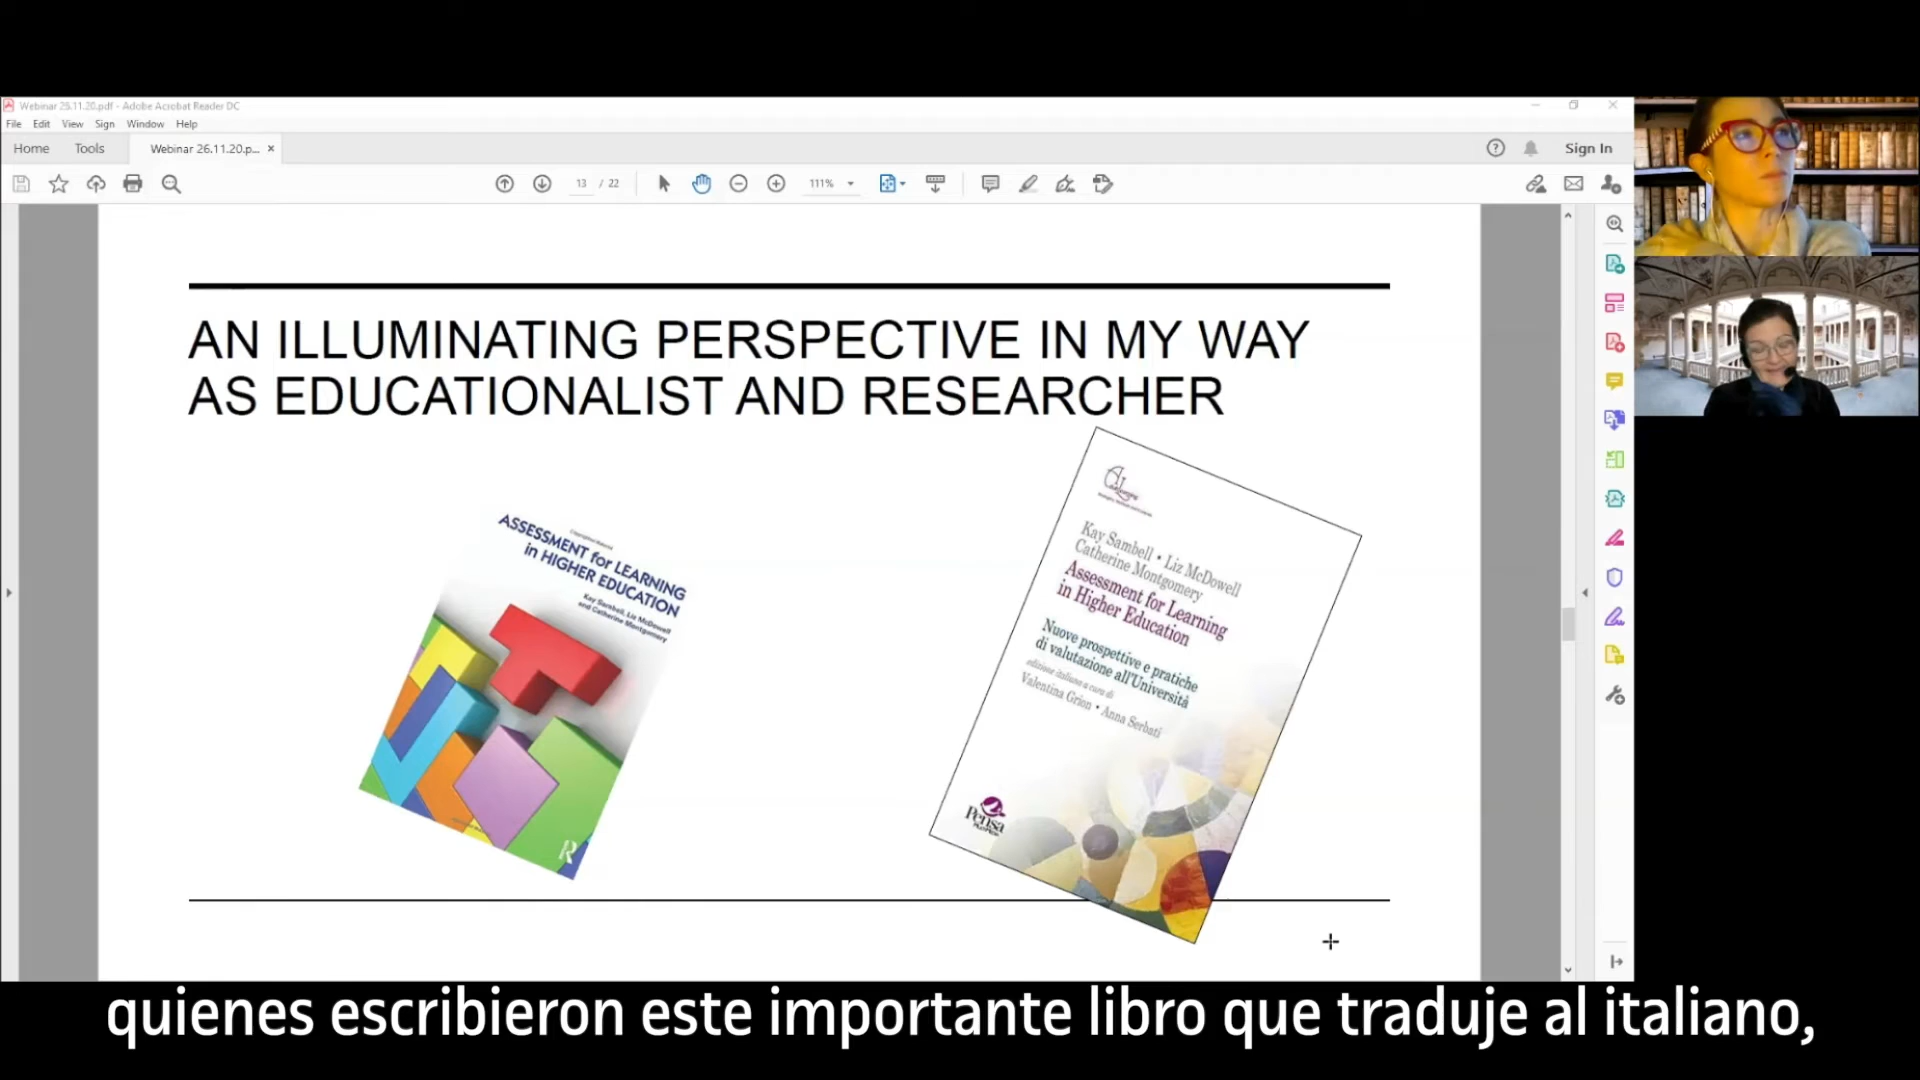 Webinar 26.11.20.pdf - Adobe Acrobat Reader DC
File Edit View Sign Window Help
Home Tools Webinar 26.11.20.p... × Sign In
13 / 22 111%
AN ILLUMINATING PERSPECTIVE IN MY WAY
AS EDUCATIONALIST AND RESEARCHER
ASSESSMENT for LEARNING
in HIGHER EDUCATION
Kay Sambell, Liz McDowell
and Catherine Montgomery
R
Kay Sambell • Liz McDowell
Catherine Montgomery
Assessment for Learning
in Higher Education
Nuove prospettive e pratiche
di valutazione all'Università
edizione italiana a cura di
Valentina Grion • Anna Serbati
Pensa
quienes escribieron este importante libro que traduje al italiano,